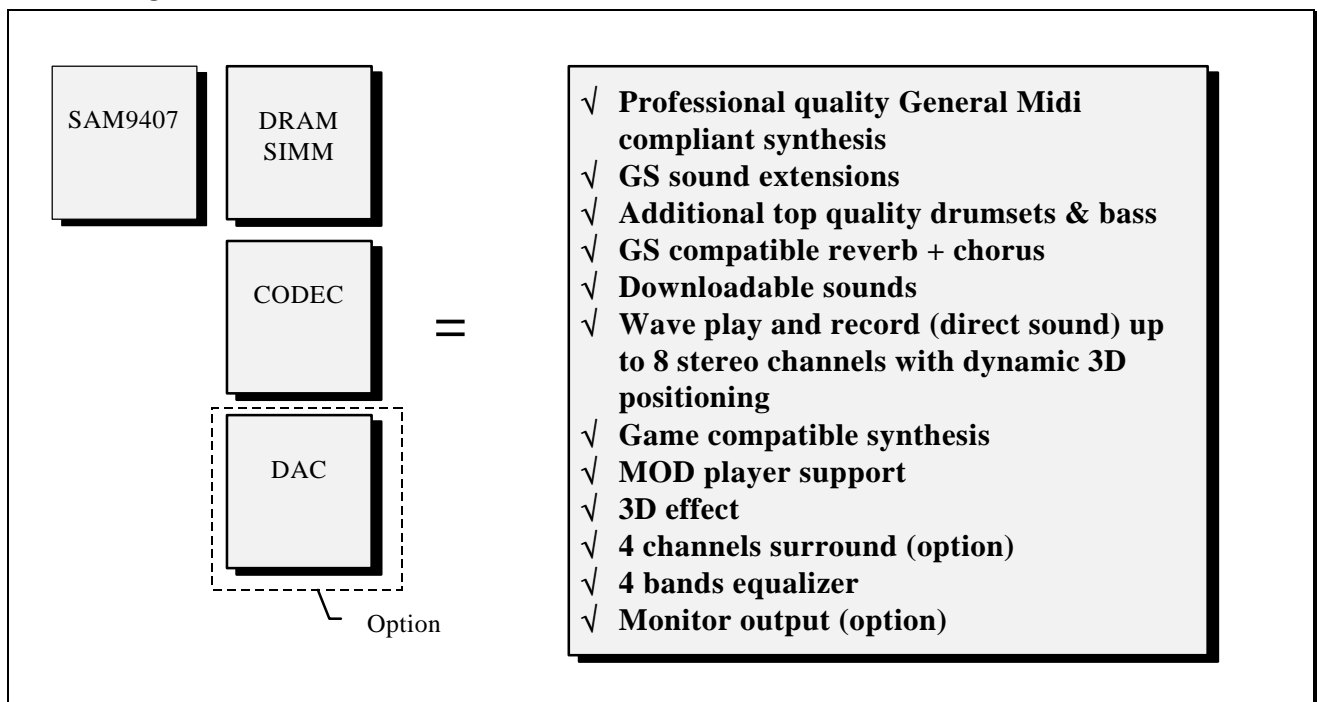 SAM9407
DRAM
SIMM
CODEC
DAC
Option
=
√ Professional quality General Midi
compliant synthesis
√ GS sound extensions
√ Additional top quality drumsets & bass
√ GS compatible reverb + chorus
√ Downloadable sounds
√ Wave play and record (direct sound) up
to 8 stereo channels with dynamic 3D
positioning
√ Game compatible synthesis
√ MOD player support
√ 3D effect
√ 4 channels surround (option)
√ 4 bands equalizer
√ Monitor output (option)